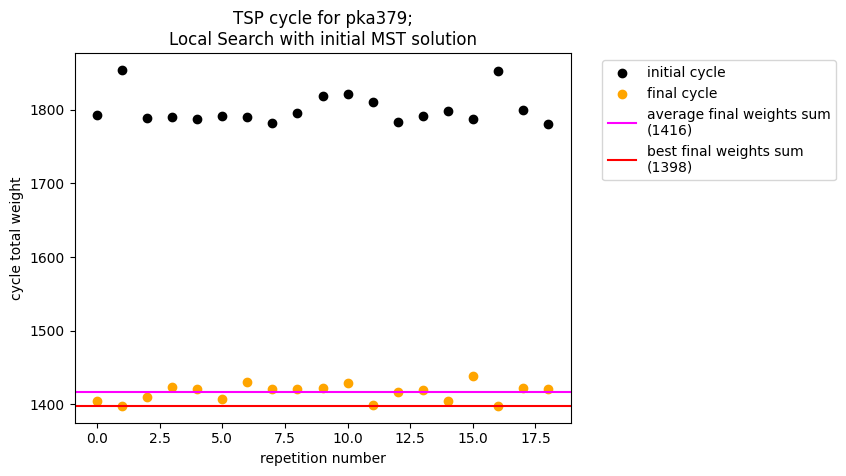 TSP cycle for pka379;
Local Search with initial MST solution
initial cycle
final cycle
average final weights sum
(1416)
best final weights sum
(1398)
cycle total weight
1800
1700
1600
1500
1400
0.0 2.5 5.0 7.5 10.0 12.5 15.0 17.5
repetition number